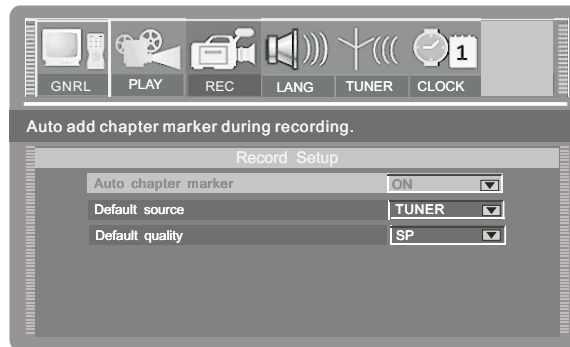 1
GNRL PLAY REC LANG TUNER CLOCK
Auto add chapter marker during recording.
Record Setup
Auto chapter marker ON
Default source TUNER
Default quality SP